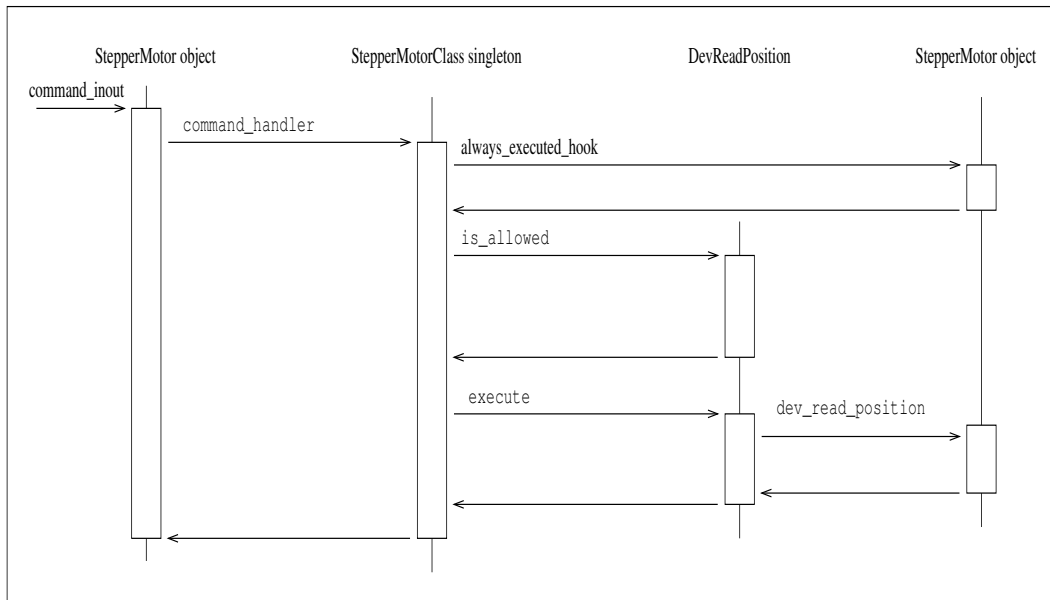 StepperMotor object
StepperMotorClass singleton
DevReadPosition
StepperMotor object
command_inout
command_handler
always_executed_hook
is_allowed
execute
dev_read_position